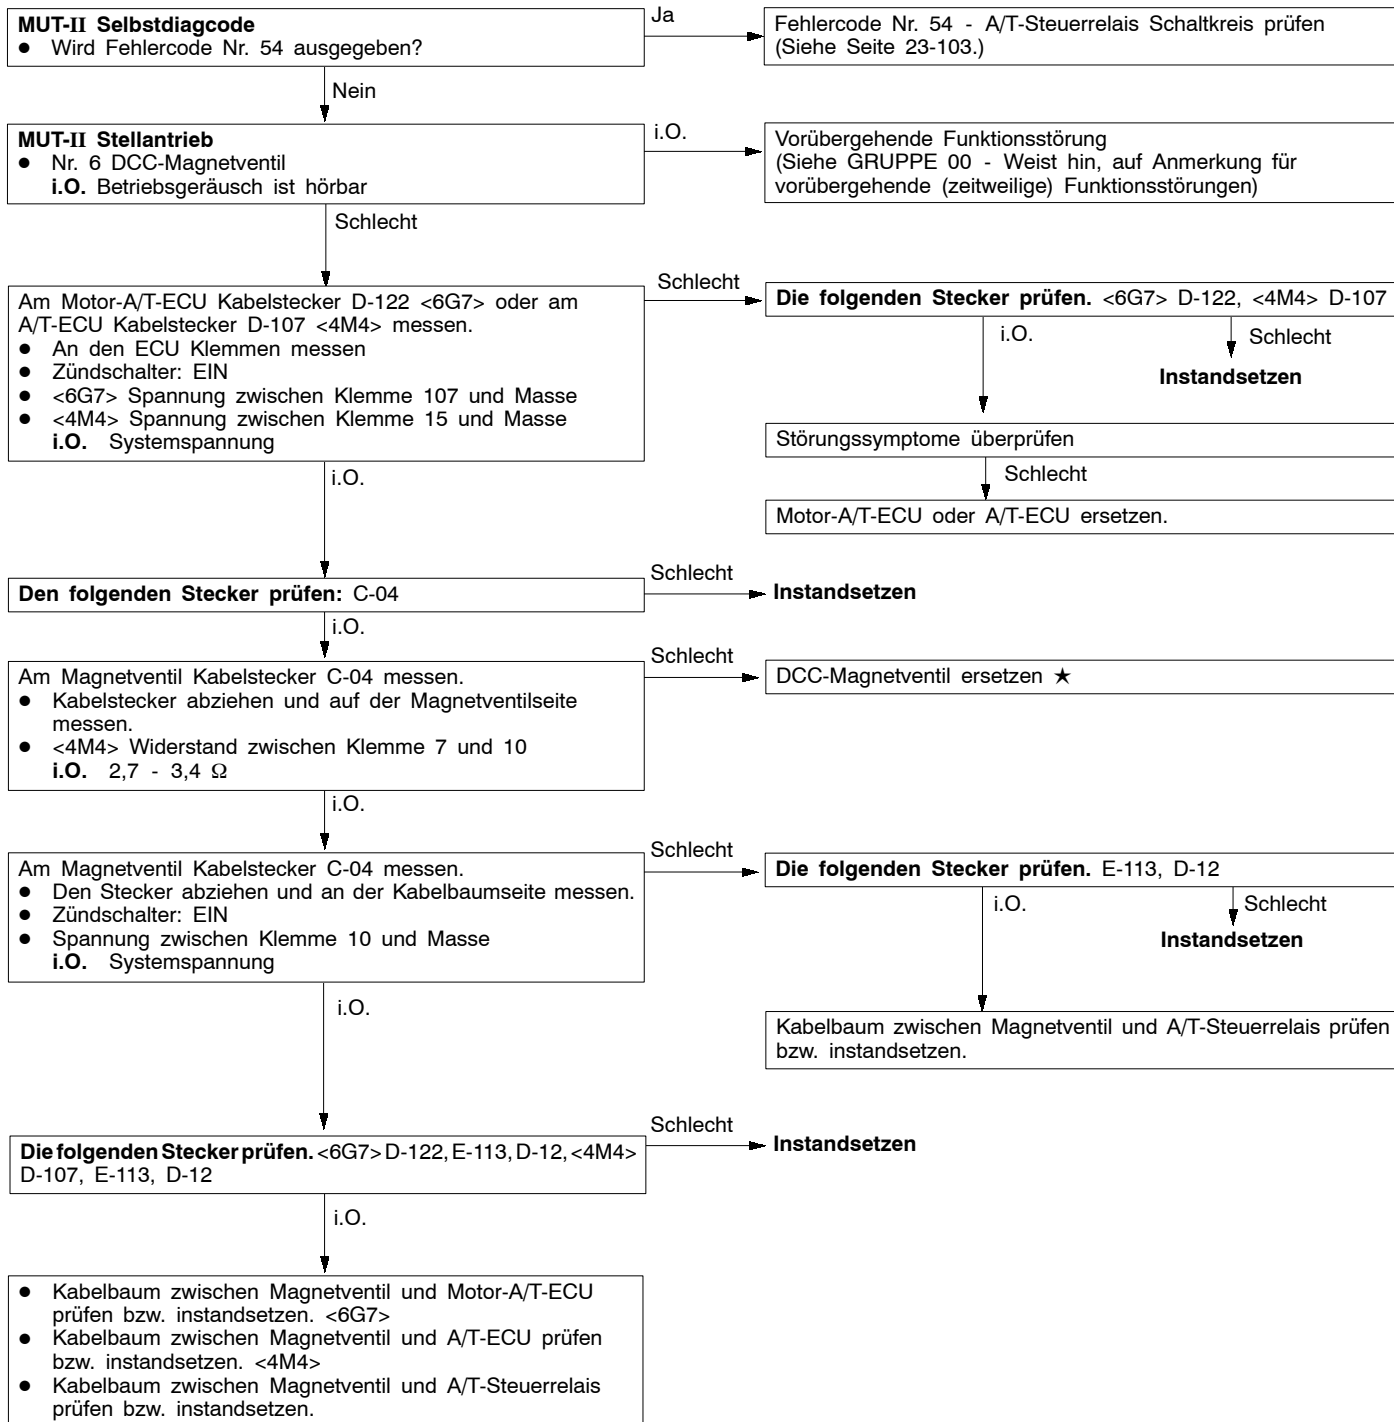 MUT-II Selbstdiagcode
● Wird Fehlercode Nr. 54 ausgegeben?
Ja
Fehlercode Nr. 54 - A/T-Steuerrelais Schaltkreis prüfen
(Siehe Seite 23-103.)
Nein
MUT-II Stellantrieb
● Nr. 6 DCC-Magnetventil
i.O. Betriebsgeräusch ist hörbar
i.O.
Vorübergehende Funktionsstörung
(Siehe GRUPPE 00 - Weist hin, auf Anmerkung für
vorübergehende (zeitweilige) Funktionsstörungen)
Schlecht
Am Motor-A/T-ECU Kabelstecker D-122 <6G7> oder am
A/T-ECU Kabelstecker D-107 <4M4> messen.
● An den ECU Klemmen messen
● Zündschalter: EIN
● <6G7> Spannung zwischen Klemme 107 und Masse
● <4M4> Spannung zwischen Klemme 15 und Masse
i.O. Systemspannung
Schlecht
Die folgenden Stecker prüfen. <6G7> D-122, <4M4> D-107
i.O.
Schlecht
Instandsetzen
Störungssymptome überprüfen
Schlecht
Motor-A/T-ECU oder A/T-ECU ersetzen.
i.O.
Den folgenden Stecker prüfen: C-04
Schlecht
Instandsetzen
i.O.
Am Magnetventil Kabelstecker C-04 messen.
● Kabelstecker abziehen und auf der Magnetventilseite
messen.
● <4M4> Widerstand zwischen Klemme 7 und 10
i.O. 2,7 - 3,4 Ω
Schlecht
DCC-Magnetventil ersetzen ★
i.O.
Am Magnetventil Kabelstecker C-04 messen.
● Den Stecker abziehen und an der Kabelbaumseite messen.
● Zündschalter: EIN
● Spannung zwischen Klemme 10 und Masse
i.O. Systemspannung
Schlecht
Die folgenden Stecker prüfen. E-113, D-12
i.O.
Schlecht
Instandsetzen
Kabelbaum zwischen Magnetventil und A/T-Steuerrelais prüfen
bzw. instandsetzen.
i.O.
Die folgenden Stecker prüfen. <6G7> D-122, E-113, D-12, <4M4>
D-107, E-113, D-12
Schlecht
Instandsetzen
i.O.
● Kabelbaum zwischen Magnetventil und Motor-A/T-ECU
prüfen bzw. instandsetzen. <6G7>
● Kabelbaum zwischen Magnetventil und A/T-ECU prüfen
bzw. instandsetzen. <4M4>
● Kabelbaum zwischen Magnetventil und A/T-Steuerrelais
prüfen bzw. instandsetzen.